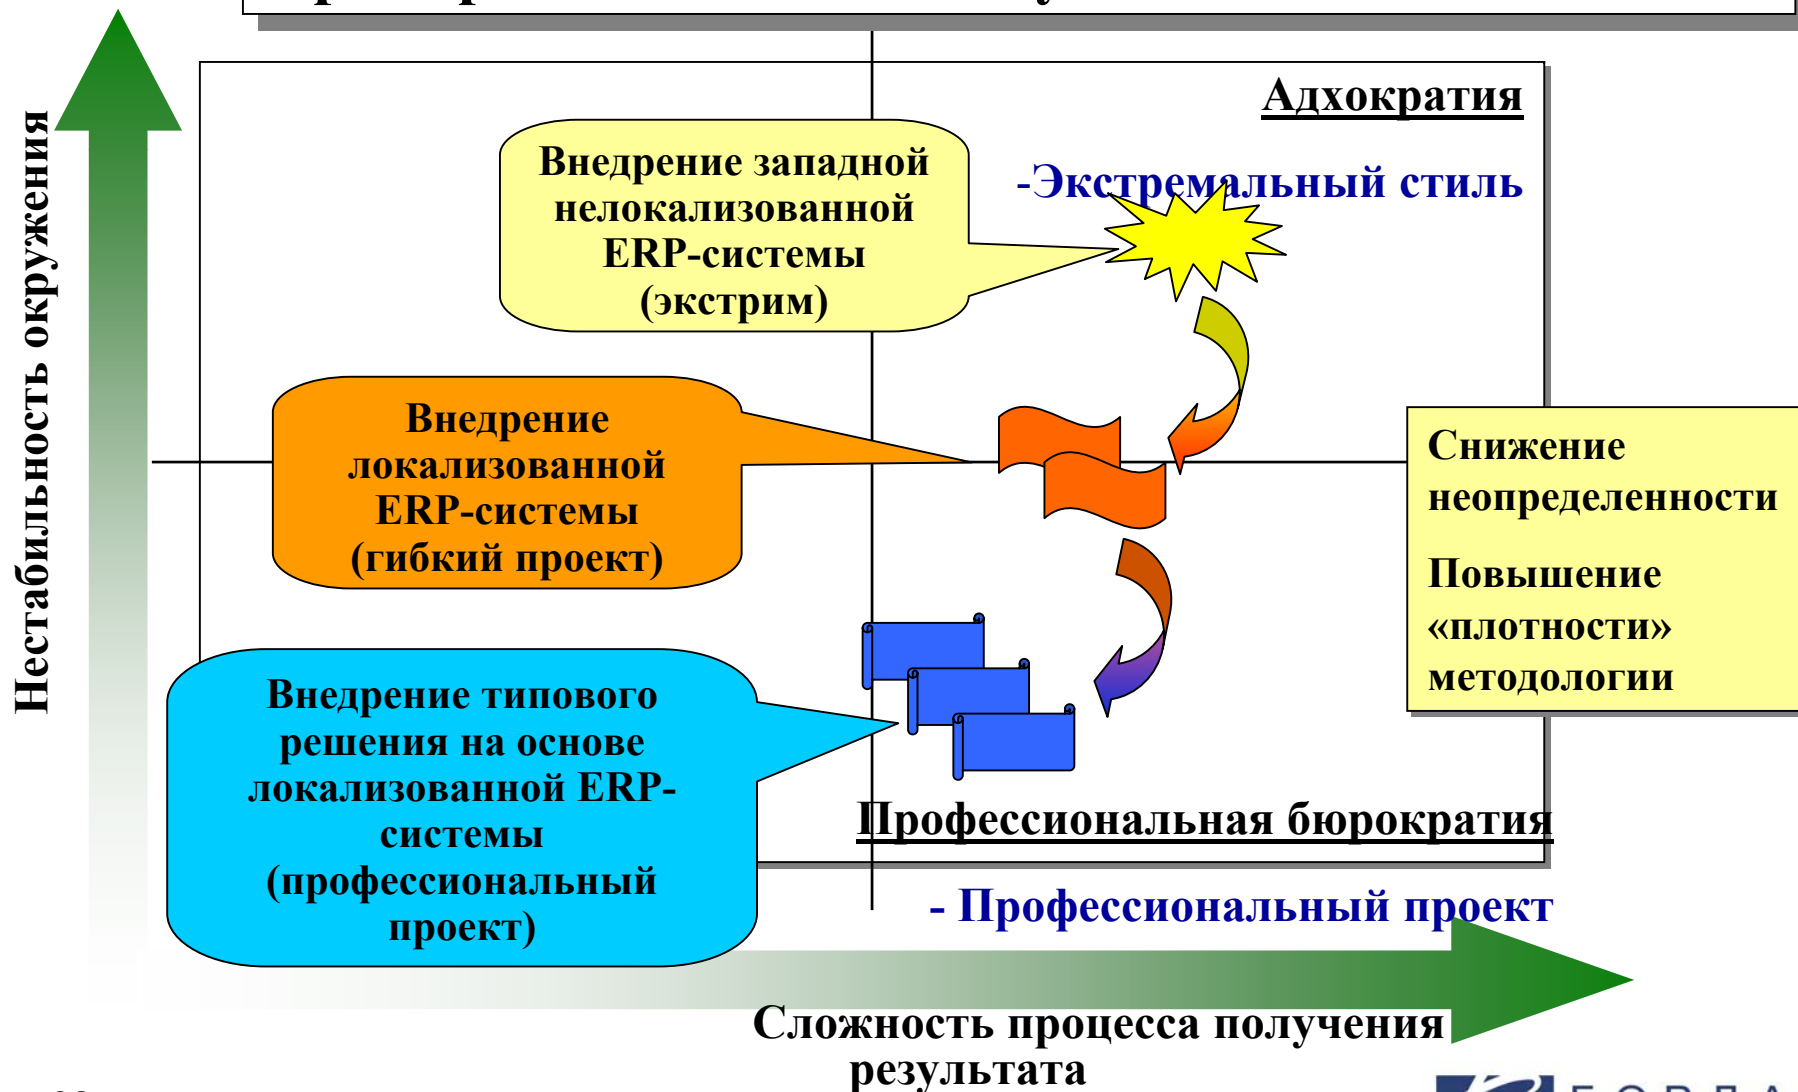 Нестабильность окружения
Адхократия
-Экстремальный стиль
Внедрение западной
нелокализованной
ERP-системы
(экстрим)
Внедрение
локализованной
ERP-системы
(гибкий проект)
Снижение
неопределенности
Повышение
«плотности»
методологии
Внедрение типового
решения на основе
локализованной ERP-
системы
(профессиональный
проект)
Профессиональная бюрократия
- Профессиональный проект
Сложность процесса получения
результата